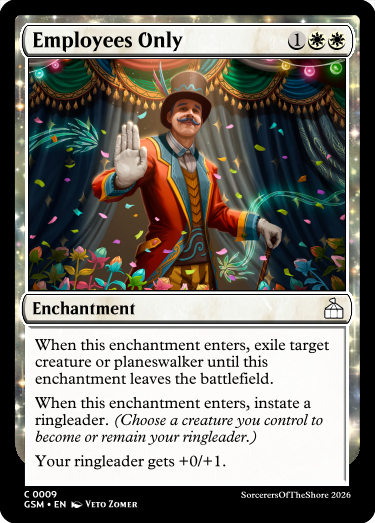 Employees Only 1
Enchantment
When this enchantment enters, exile target
creature or planeswalker until this
enchantment leaves the battlefield.
When this enchantment enters, instate a
ringleader. (Choose a creature you control to
become or remain your ringleader.)
Your ringleader gets +0/+1.
C 0009
GSM • EN VETO ZOMER
SorcerersOfTheShore 2026